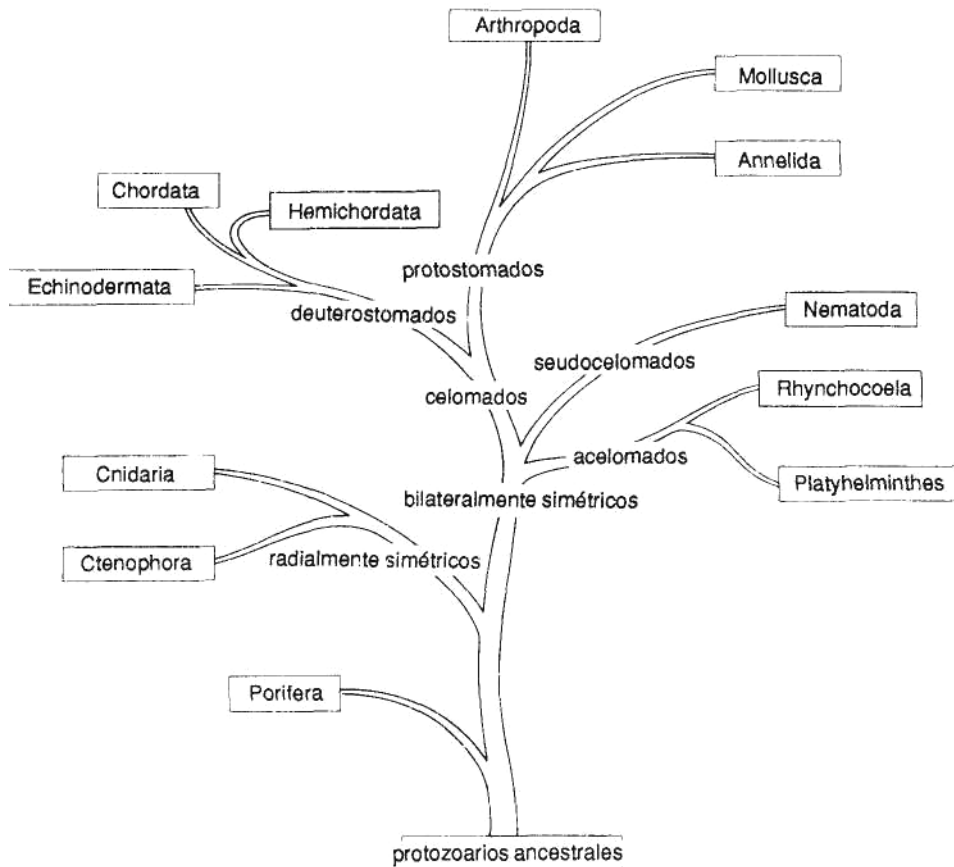 Arthropoda
Mollusca
Annelida
Chordata
Hemichordata
protostomados
Echinodermata
deuterostomados
Nematoda
seudocelomados
Rhynchocoela
celomados
acelomados
Cnidaria
Platyhelminthes
bilateralmente simétricos
Ctenophora
radialmente simétricos
Porifera
protozoarios ancestrales